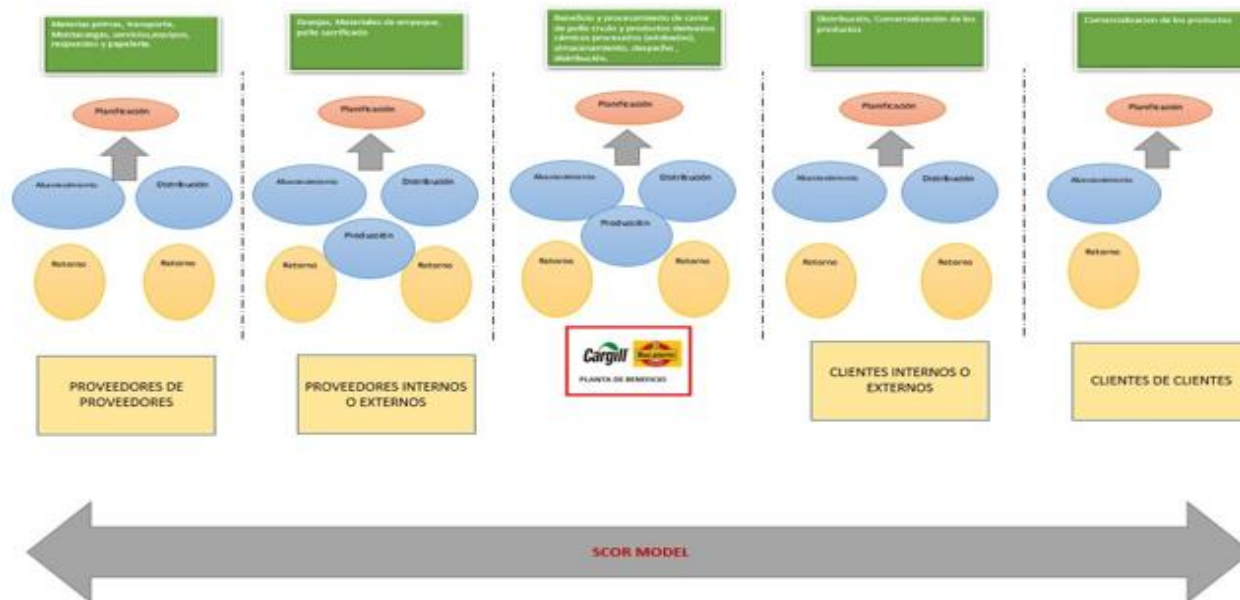 Materias primas, transporte,
Montacargas, servicios, equipos,
respuestos y papelería.
Granjas, Materiales de empaque,
pollo sacrificado
Beneficio y procesamiento de carne
de pollo crudo y productos derivados
cárnicos procesados (adobados),
almacenamiento, despacho ,
distribución.
Distribución, Comercialización de los
productos
Comercializacion de los productos
Planificación
Planificación
Planificación
Planificación
Planificación
Abastecimiento
Distribución
Abastecimiento
Distribución
Abastecimiento
Distribución
Abastecimiento
Distribución
Abastecimiento
Producción
Producción
Retorno
Retorno
Retorno
Retorno
Retorno
Retorno
Retorno
Retorno
Retorno
Cargill
PLANTA DE BENEFICIO
PROVEEDORES DE
PROVEEDORES
PROVEEDORES INTERNOS
O EXTERNOS
CLIENTES INTERNOS O
EXTERNOS
CLIENTES DE CLIENTES
SCOR MODEL